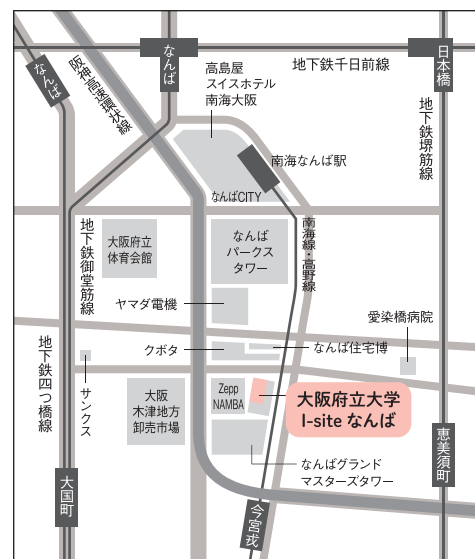 なんば
なんば
日本橋
阪神高速環状線
地下鉄千日前線
高島屋
スイスホテル
南海大阪
地下鉄堺筋線
南海なんば駅
なんばCITY
南海線・高野線
地下鉄御堂筋線
大阪府立
体育会館
なんば
パークス
タワー
ヤマダ電機
愛染橋病院
クボタ
なんば住宅博
地下鉄四つ橋線
サンクス
大阪
木津地方
卸売市場
Zepp
NAMBA
大阪府立大学
I-site なんば
なんばグランド
マスターズタワー
恵美須町
大国町
今宮戎